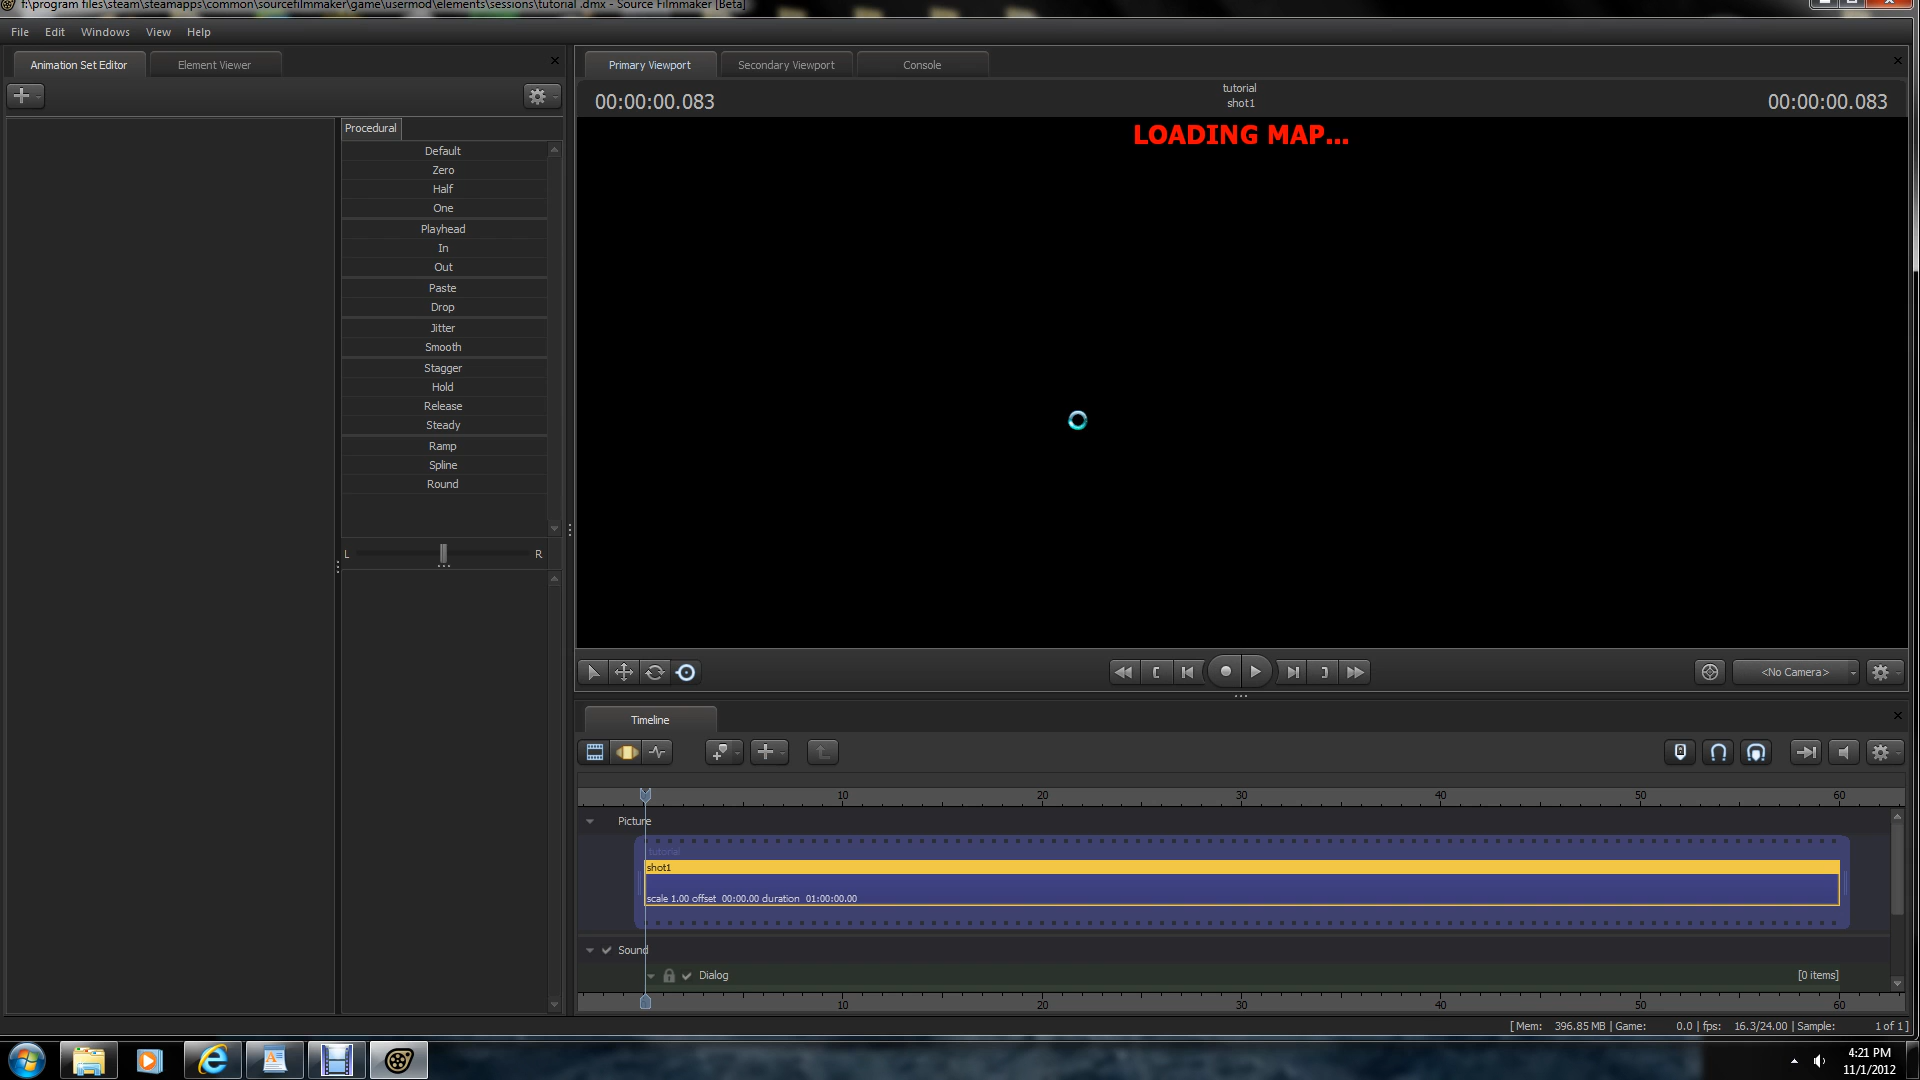 f:\program files\steam\steamapps\common\sourcefilmmaker\game\usermod\elements\sessions\tutorial .dmx - Source Filmmaker [Beta]
File Edit Windows View Help
Animation Set Editor Element Viewer
Primary Viewport Secondary Viewport Console
00:00:00.083
tutorial
shot1
00:00:00.083
LOADING MAP...
Procedural
Default
Zero
Half
One
Playhead
In
Out
Paste
Drop
Jitter
Smooth
Stagger
Hold
Release
Steady
Ramp
Spline
Round
L R
<No Camera>
Timeline
10 20 30 40 50 60
Picture
tutorial
shot1
scale 1.00 offset 00:00.00 duration 01:00:00.00
Sound
Dialog [0 items]
10 20 30 40 50 60
[ Mem: 396.85 MB | Game: 0.0 | fps: 16.3/24.00 | Sample: 1 of 1 ]
4:21 PM
11/1/2012